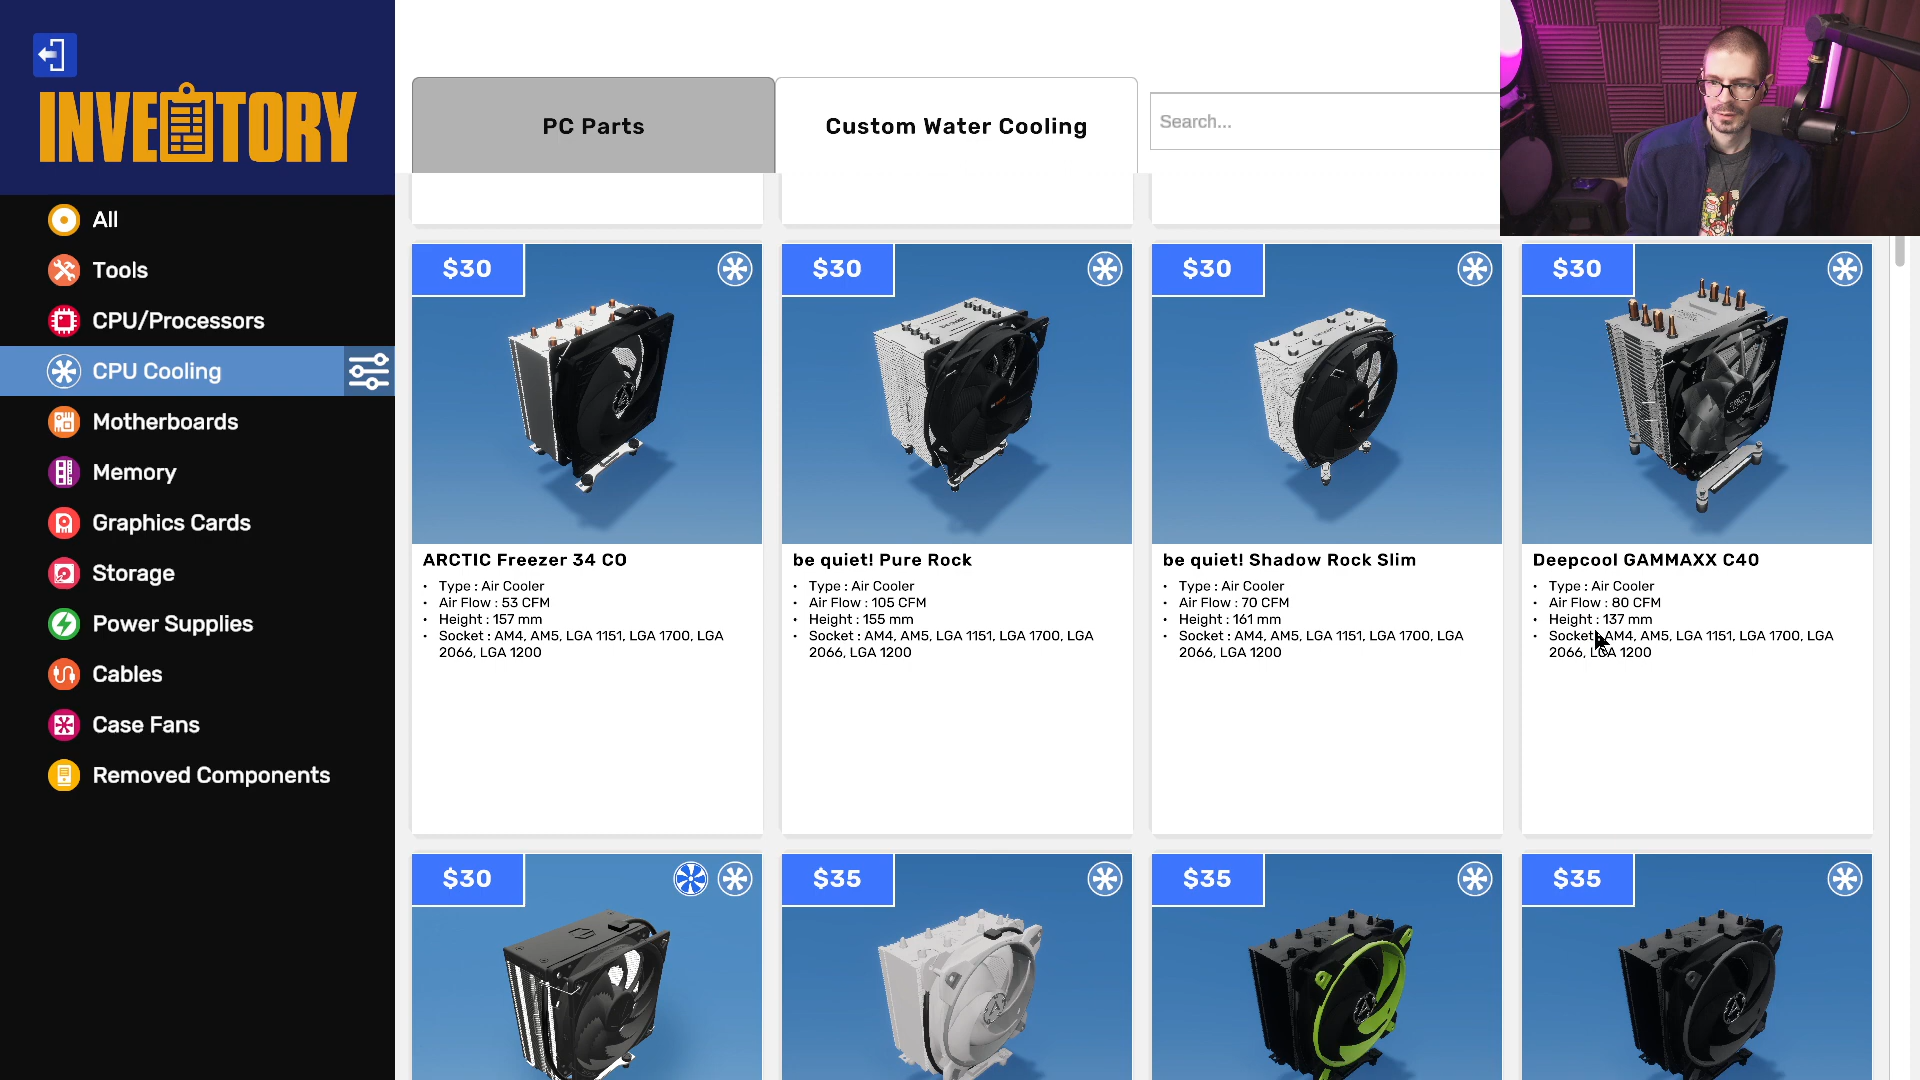 INVENTORY
PC Parts
Custom Water Cooling
Search...
All
Tools
CPU/Processors
CPU Cooling
Motherboards
Memory
Graphics Cards
Storage
Power Supplies
Cables
Case Fans
Removed Components
$30
ARCTIC Freezer 34 CO
• Type : Air Cooler
• Air Flow : 53 CFM
• Height : 157 mm
• Socket : AM4, AM5, LGA 1151, LGA 1700, LGA
2066, LGA 1200
$30
be quiet! Pure Rock
• Type : Air Cooler
• Air Flow : 105 CFM
• Height : 155 mm
• Socket : AM4, AM5, LGA 1151, LGA 1700, LGA
2066, LGA 1200
$30
be quiet! Shadow Rock Slim
• Type : Air Cooler
• Air Flow : 70 CFM
• Height : 161 mm
• Socket : AM4, AM5, LGA 1151, LGA 1700, LGA
2066, LGA 1200
$30
Deepcool GAMMAXX C40
• Type : Air Cooler
• Air Flow : 80 CFM
• Height : 137 mm
• Socket : AM4, AM5, LGA 1151, LGA 1700, LGA
2066, LGA 1200
$30
$35
$35
$35